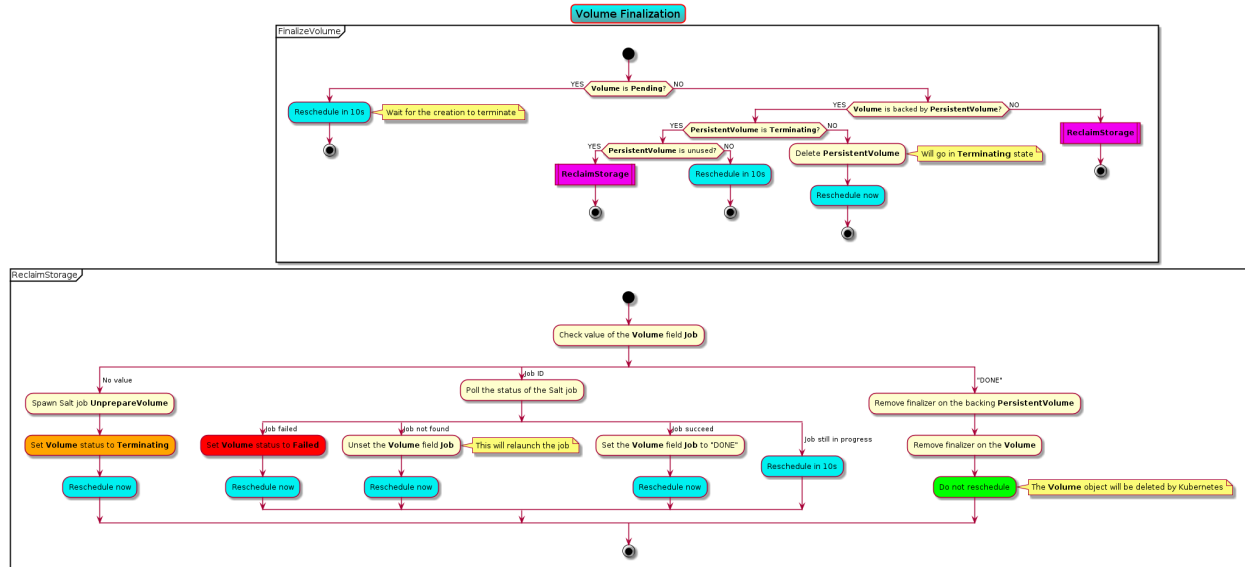 Volume Finalization
FinalizeVolume
YES
Volume is Pending?
NO
Reschedule in 10s
Wait for the creation to terminate
YES
Volume is backed by PersistentVolume?
NO
YES
PersistentVolume is Terminating?
NO
ReclaimStorage
YES
PersistentVolume is unused?
NO
Delete PersistentVolume
Will go in Terminating state
ReclaimStorage
Reschedule in 10s
Reschedule now
ReclaimStorage
Check value of the Volume field Job
No value
Job ID
"DONE"
Spawn Salt job UnprepareVolume
Poll the status of the Salt job
Remove finalizer on the backing PersistentVolume
Job failed
Job not found
Job succeed
Job still in progress
Set Volume status to Terminating
Set Volume status to Failed
Unset the Volume field Job
This will relaunch the job
Set the Volume field Job to "DONE"
Reschedule in 10s
Remove finalizer on the Volume
Reschedule now
Reschedule now
Reschedule now
Reschedule now
Do not reschedule
The Volume object will be deleted by Kubernetes